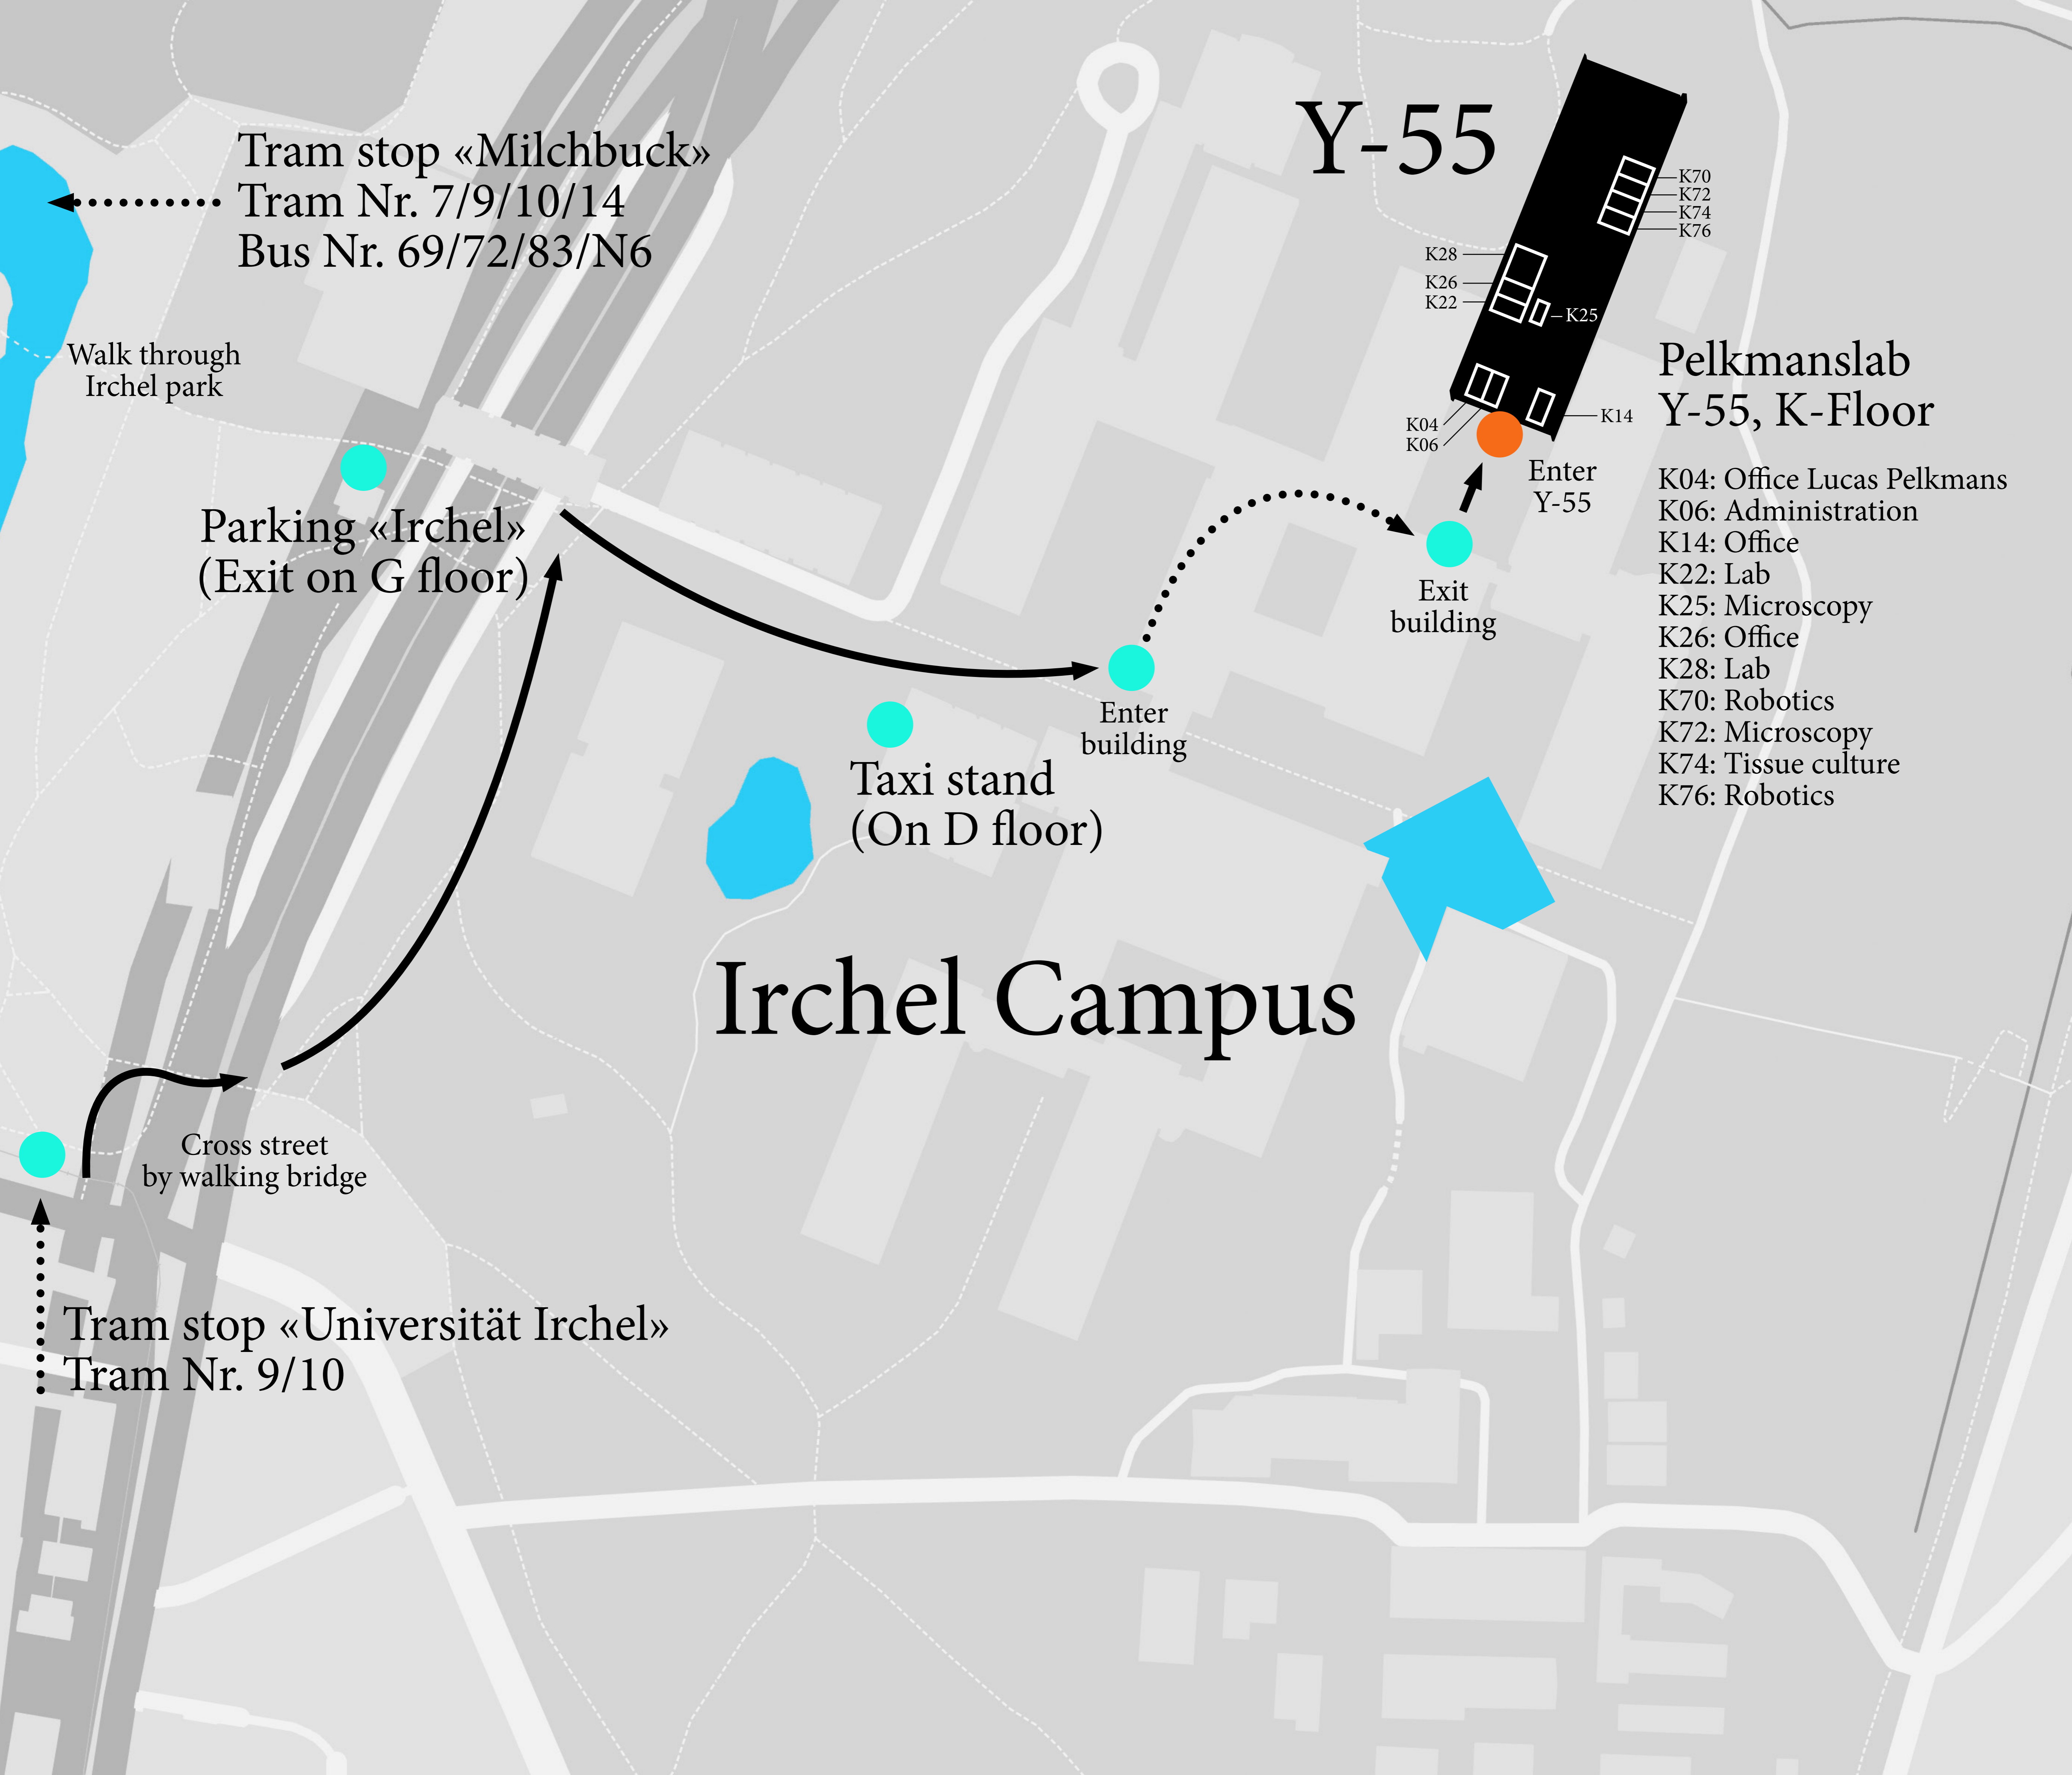 Y-55
Tram stop «Milchbuck»
Tram Nr. 7/9/10/14
Bus Nr. 69/72/83/N6
K70
K72
K74
K76
K28
K26
K22
K25
Walk through
Irchel park
K04
K06
K14
Pelkmanslab
Y-55, K-Floor
Enter
Y-55
K04: Office Lucas Pelkmans
K06: Administration
K14: Office
K22: Lab
K25: Microscopy
K26: Office
K28: Lab
K70: Robotics
K72: Microscopy
K74: Tissue culture
K76: Robotics
Parking «Irchel»
(Exit on G floor)
Exit
building
Enter
building
Taxi stand
(On D floor)
Irchel Campus
Cross street
by walking bridge
Tram stop «Universität Irchel»
Tram Nr. 9/10